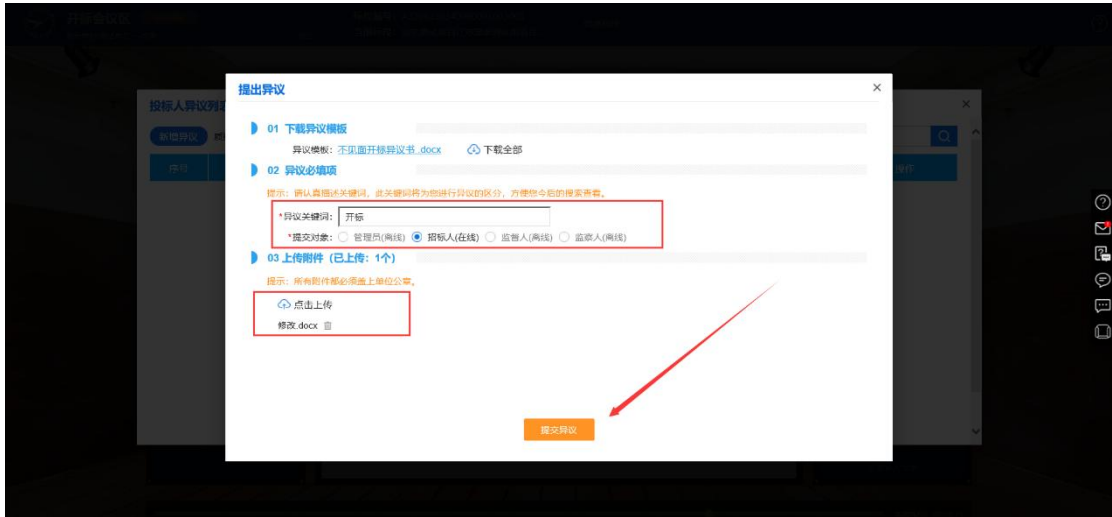 开标会议区
提出异议
×
投标人异议列表
×
01 下载异议模板
新增异议
异议模板: 不见面开标异议书.docx 下载全部
序号
02 异议必填项
操作
提示: 请认真描述关键词, 此关键词将为您进行异议的区分, 方便您今后的搜索查看。
*异议关键词: 开标
*提交对象: 管理员(离线) 招标人(在线) 监督人(离线) 监察人(离线)
03 上传附件 (已上传: 1个)
提示: 所有附件都必须盖上单位公章。
点击上传
修改.docx
提交异议